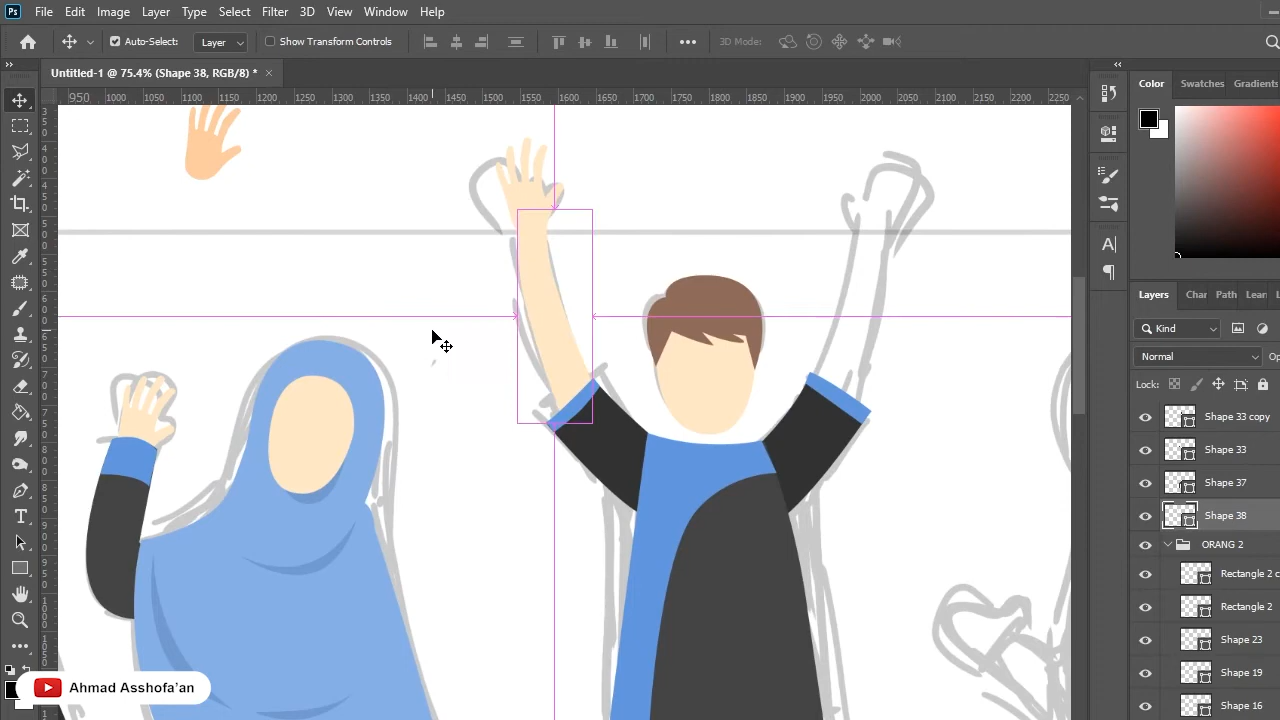 Ps File Edit Image Layer Type Select Filter 3D View Window Help
Auto-Select: Layer Show Transform Controls 3D Mode:
Untitled-1 @ 75.4% (Shape 38, RGB/8) *
950 1000 1050 1100 1150 1200 1250 1300 1350 1400 1450 1500 1550 1600 1650 1700 1750 1800 1850 1900 1950 2000 2050 2100 2150 2200 2250
Color Swatches Gradients
Layers Char Path Lear
Kind
Normal
Lock:
Shape 33 copy
Shape 33
Shape 37
Shape 38
ORANG 2
Rectangle 2 c
Rectangle 2
Shape 23
Shape 19
Shape 16
Ahmad Asshofa'an